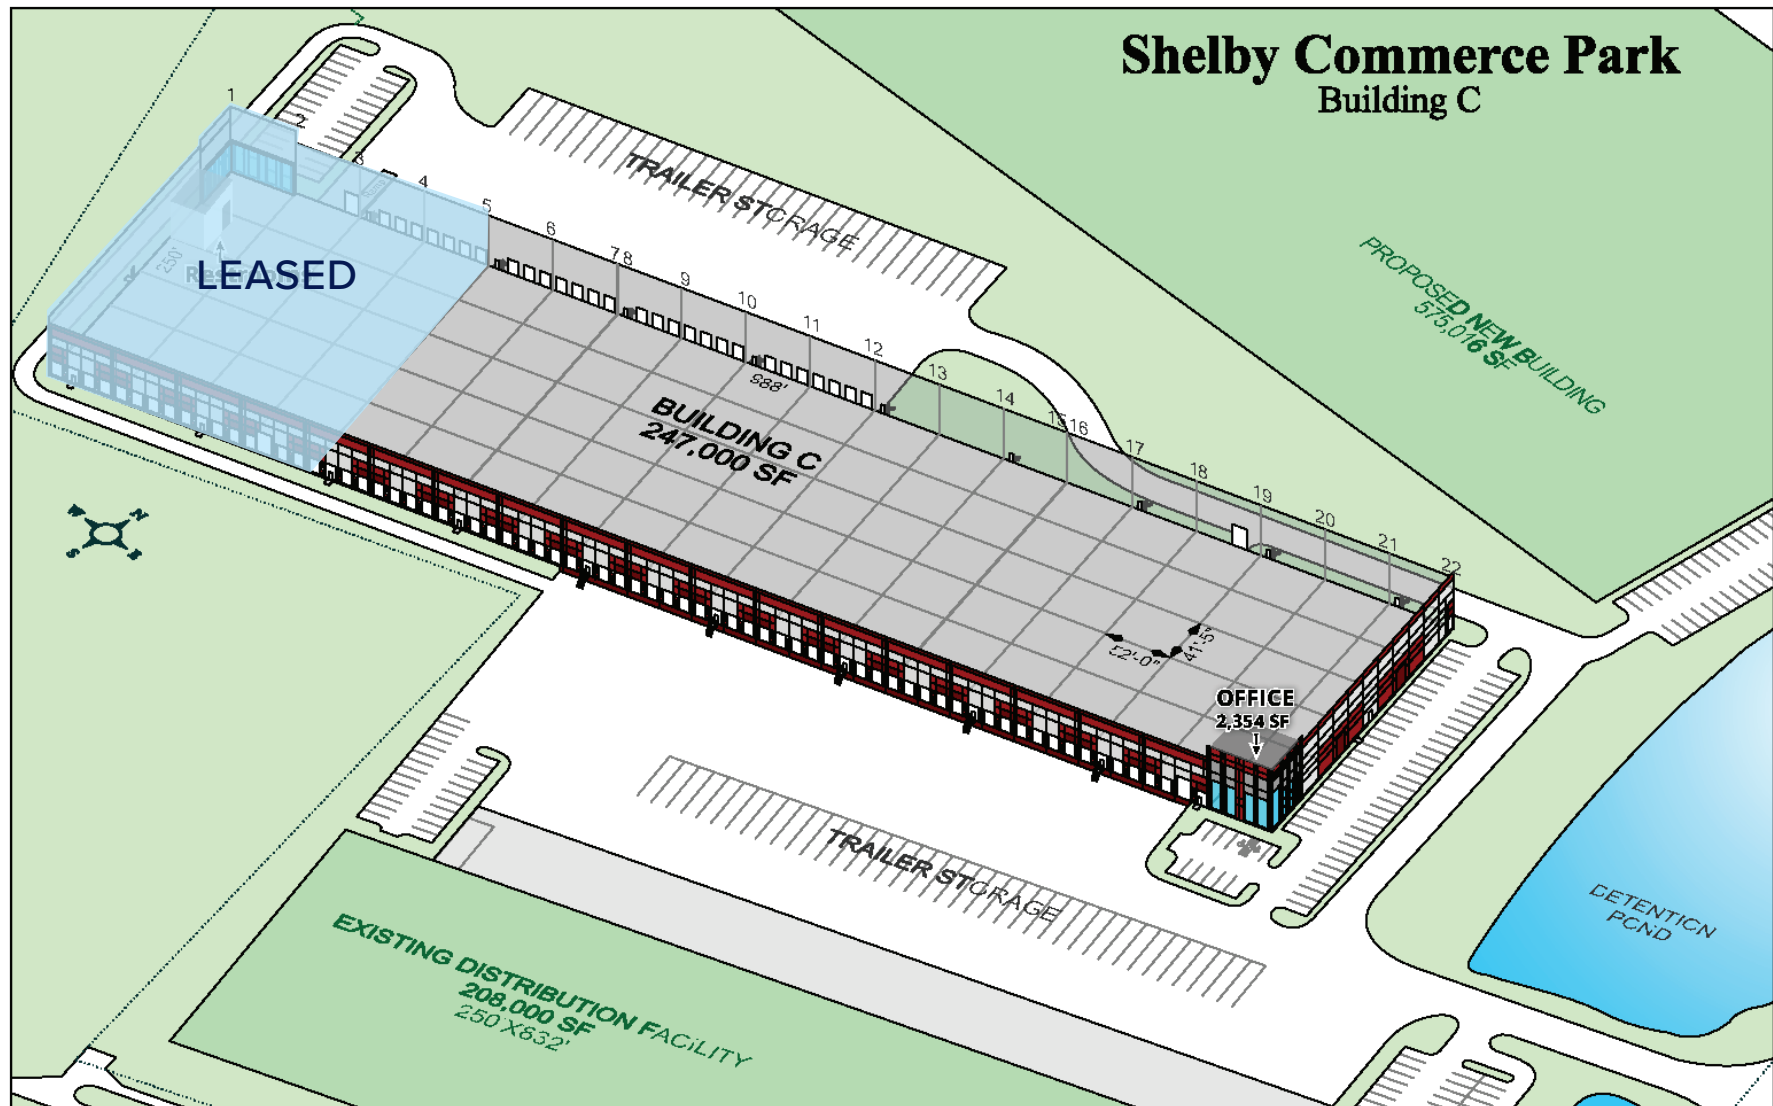 Shelby Commerce Park
Building C
1
2
3
4
5
6
7 8
9
10
11
12
13
14
15 16
17
18
19
20
21
22
TRAILER STORAGE
PROPOSED NEW BUILDING
575,016 SF
250'
LEASED
988'
BUILDING C
247,000 SF
W
N
S
52'-0"
41'-5"
OFFICE
2,354 SF
TRAILER STORAGE
DETENTION
POND
EXISTING DISTRIBUTION FACILITY
208,000 SF
250'X832'